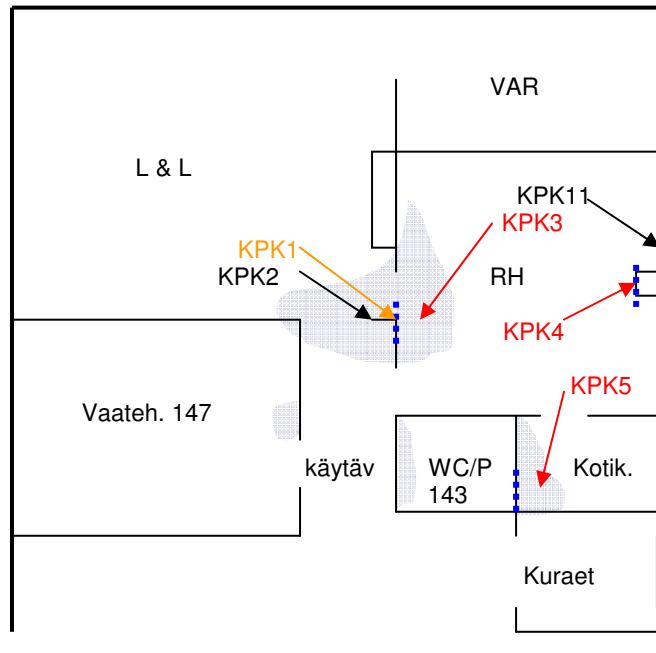 VAR
L & L
KPK11
KPK3
KPK1
KPK2
RH
KPK4
KPK5
Vaateh. 147
käytäv
WC/P
143
Kotik.
Kuraet